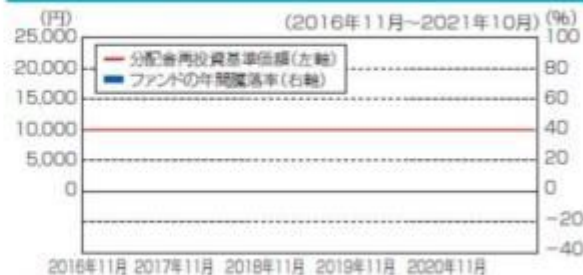 (円) (2016年11月～2021年10月) (%)
25,000 100
20,000 80
15,000 60
10,000 40
5,000 20
0 0
-20
-40
分配金再投資基準価額(左軸)
ファンドの年間騰落率(右軸)
2016年11月 2017年11月 2018年11月 2019年11月 2020年11月